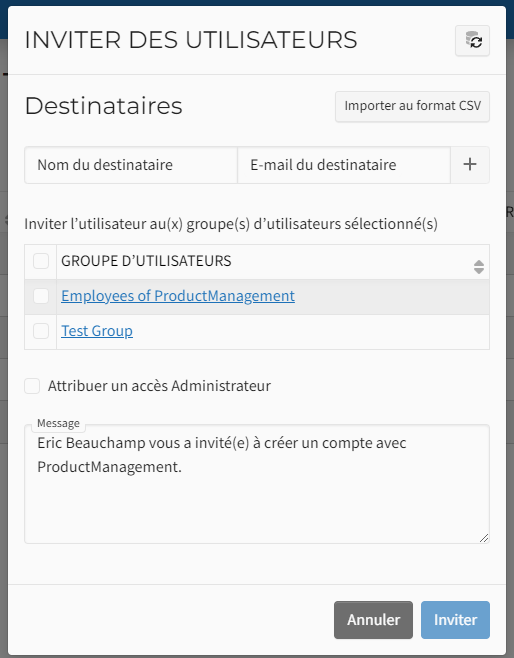 INVITER DES UTILISATEURS
Destinataires
Importer au format CSV
Nom du destinataire
E-mail du destinataire
+
Inviter l’utilisateur au(x) groupe(s) d’utilisateurs sélectionné(s)
GROUPE D’UTILISATEURS
Employees of ProductManagement
Test Group
Attribuer un accès Administrateur
Message
Eric Beauchamp vous a invité(e) à créer un compte avec
ProductManagement.
Annuler
Inviter